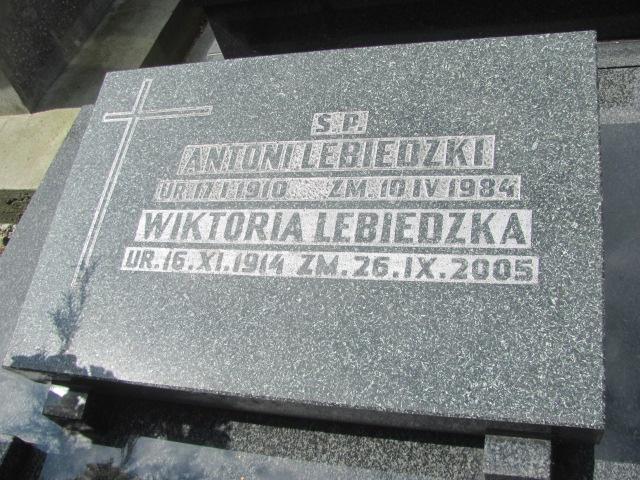 Ś.P.
ANTONI LEBIEDZKI
UR. 17 I 1910 ZM. 10 IV 1984
WIKTORIA LEBIEDZKA
UR. 16.XI.1914 ZM. 26.IX.2005